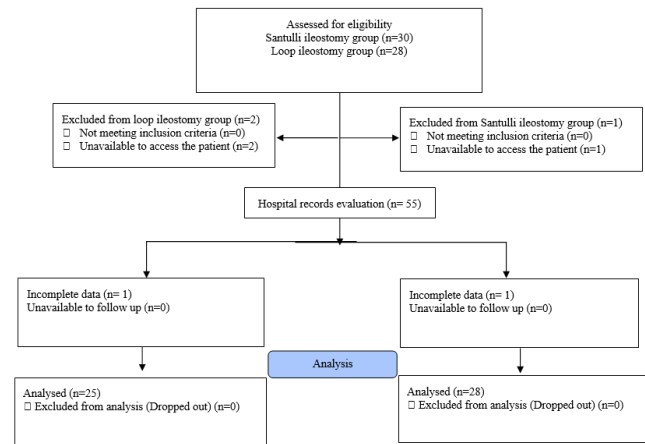 Assessed for eligibility
Santulli ileostomy group (n=30)
Loop ileostomy group (n=28)
Excluded from loop ileostomy group (n=2)
□ Not meeting inclusion criteria (n=0)
□ Unavailable to access the patient (n=2)
Excluded from Santulli ileostomy group (n=1)
□ Not meeting inclusion criteria (n=0)
□ Unavailable to access the patient (n=1)
Hospital records evaluation (n= 55)
Incomplete data (n= 1)
Unavailable to follow up (n=0)
Incomplete data (n= 1)
Unavailable to follow up (n=0)
Analysis
Analysed (n=25)
□ Excluded from analysis (Dropped out) (n=0)
Analysed (n=28)
□ Excluded from analysis (Dropped out) (n=0)